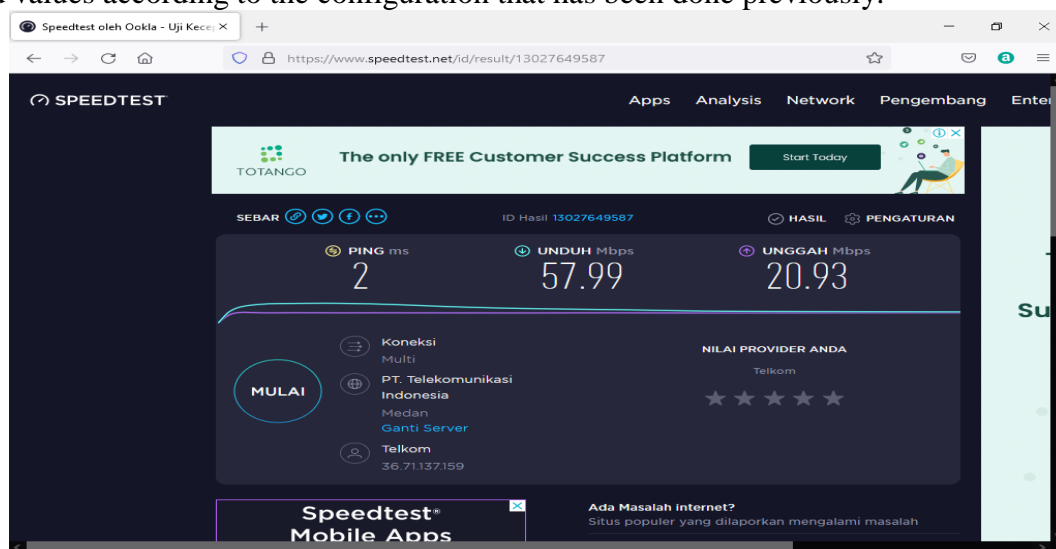 values according to the configuration that has been done previously.
Speedtest oleh Ookla - Uji Kece
https://www.speedtest.net/id/result/13027649587
a
SPEEDTEST
Apps Analysis Network Pengembang Enter
TOTANGO
The only FREE Customer Success Platform
Start Today
SEBAR
ID Hasil 13027649587
HASIL
PENGATURAN
PING ms
UNDUH Mbps
UNGGAH Mbps
2
57.99
20.93
Su
MULAI
Koneksi
Multi
PT. Telekomunikasi
Indonesia
Medan
Ganti Server
Telkom
36.71.137.159
NILAI PROVIDER ANDA
Telkom
Speedtest®
Mobile Apps
Ada Masalah internet?
Situs populer yang dilaporkan mengalami masalah